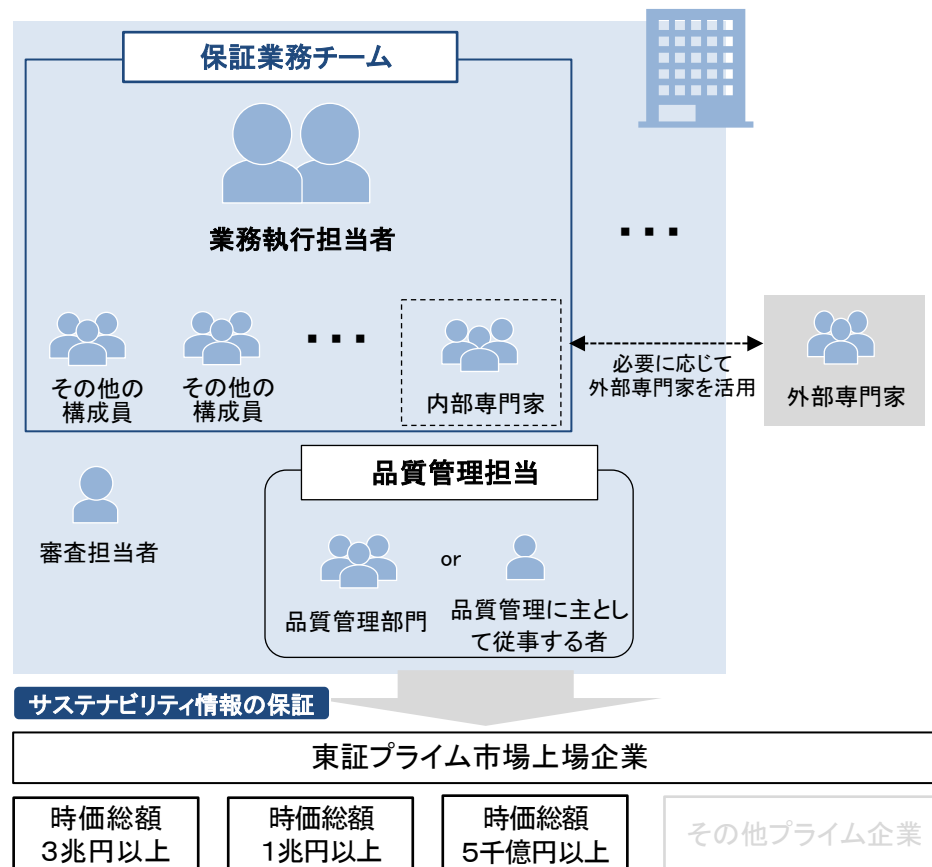 保証業務チーム
業務執行担当者
・・・
・・・
その他の
構成員
その他の
構成員
内部専門家
必要に応じて
外部専門家を活用
外部専門家
品質管理担当
審査担当者
品質管理部門
or
品質管理に主とし
て従事する者
サステナビリティ情報の保証
東証プライム市場上場企業
時価総額
3兆円以上
時価総額
1兆円以上
時価総額
5千億円以上
その他プライム企業